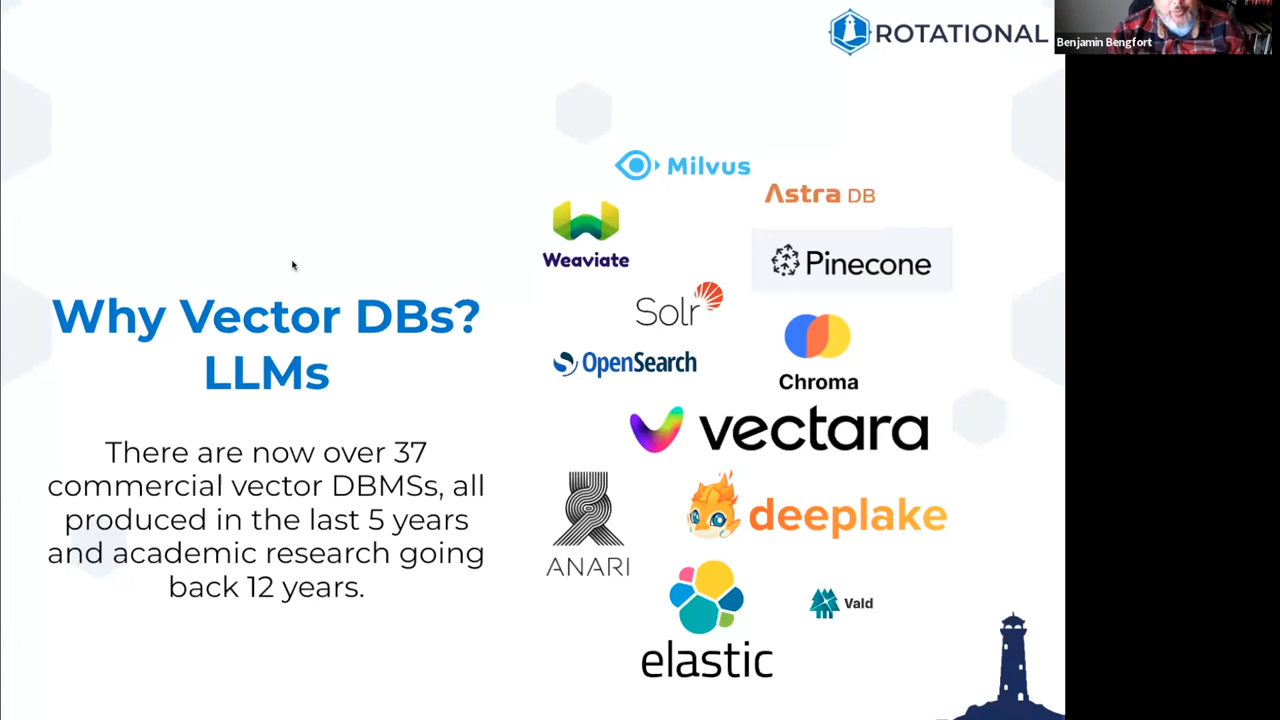 ROTATIONAL
Benjamin Bengfort
Milvus
Astra DB
Weaviate
Pinecone
Solr
OpenSearch
Chroma
vectara
deeplake
ANARI
elastic
Vald
Why Vector DBs?
LLMs
There are now over 37
commercial vector DBMSs, all
produced in the last 5 years
and academic research going
back 12 years.